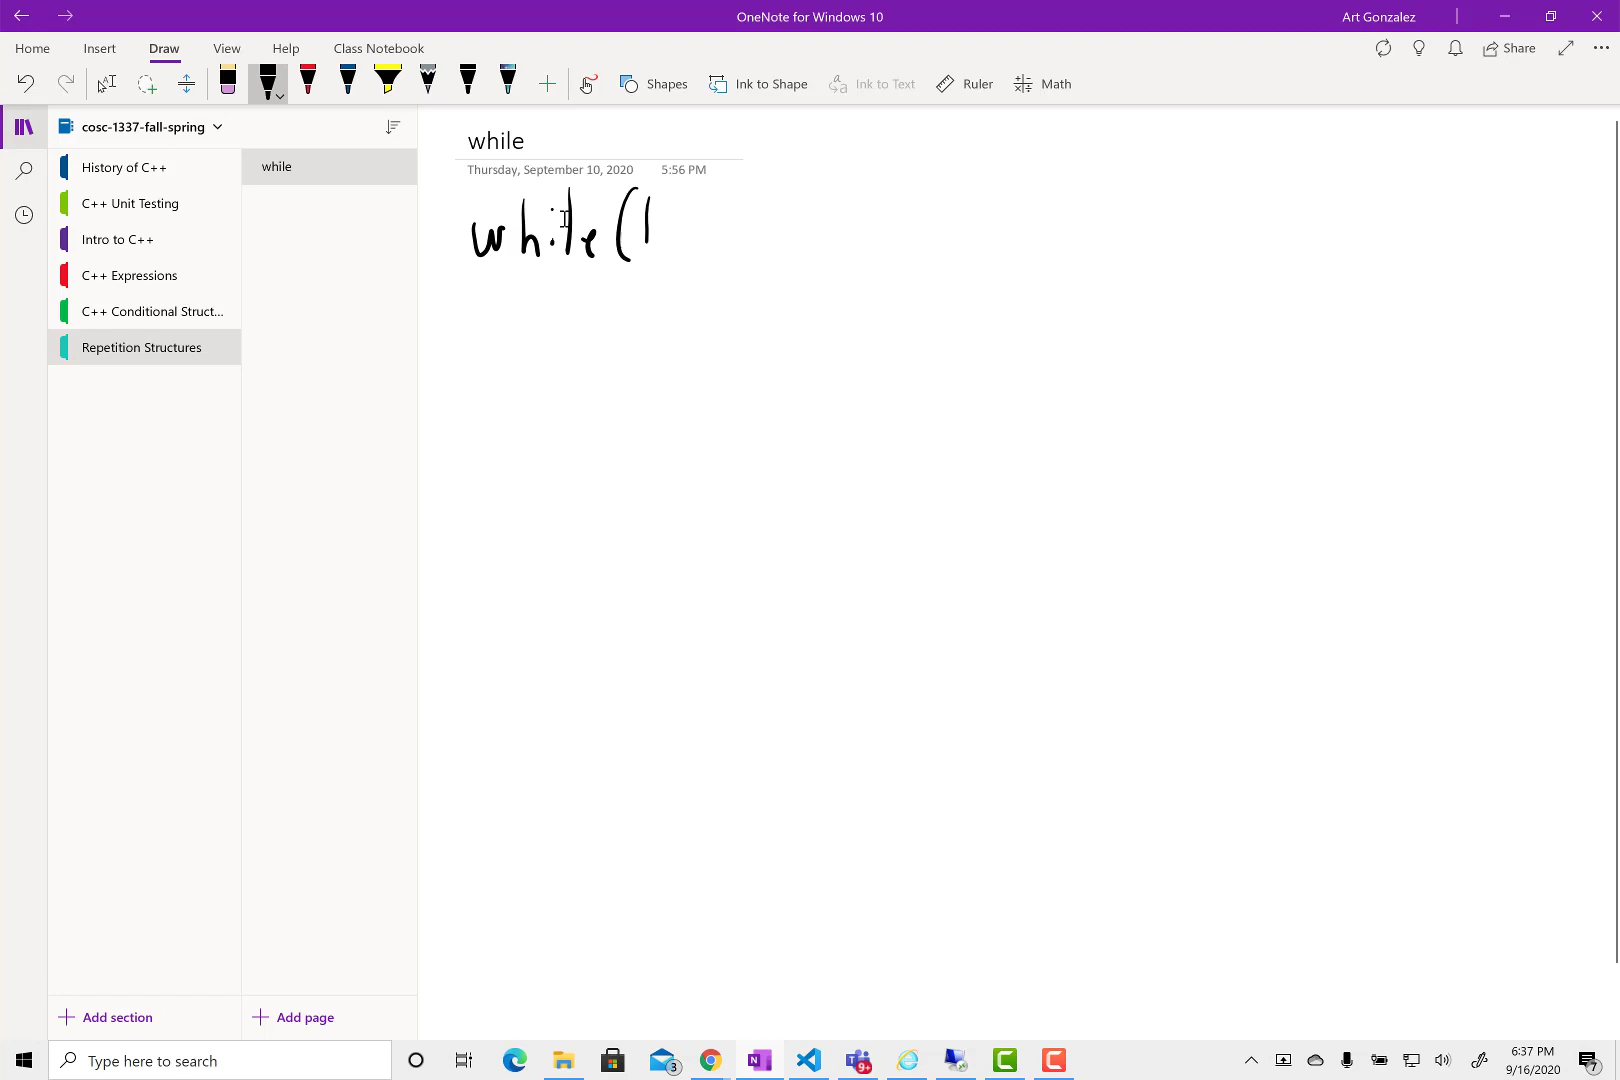 OneNote for Windows 10
Art Gonzalez
Home
Insert
Draw
View
Help
Class Notebook
Share
Shapes
Ink to Shape
Ink to Text
Ruler
Math
cosc-1337-fall-spring
History of C++
C++ Unit Testing
Intro to C++
C++ Expressions
C++ Conditional Struct...
Repetition Structures
while
while
Thursday, September 10, 2020 5:56 PM
while (
Add section
Add page
Type here to search
3
9+
6:37 PM
9/16/2020
7